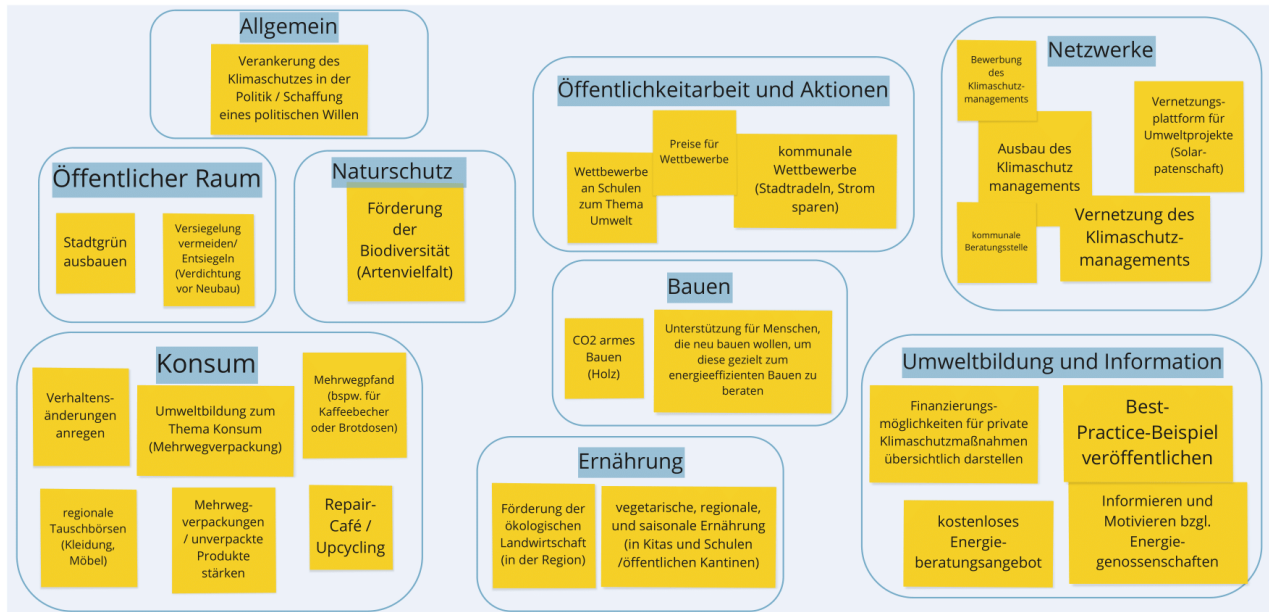 Allgemein
Verankerung des
Klimaschutzes in der
Politik / Schaffung
eines politischen Willen
Öffentlicher Raum
Stadtgrün
ausbauen
Versiegelung
vermeiden/
Entsiegeln
(Verdichtung
vor Neubau)
Naturschutz
Förderung
der
Biodiversität
(Artenvielfalt)
Öffentlichkeitarbeit und Aktionen
Wettbewerbe
an Schulen
zum Thema
Umwelt
Preise für
Wettbewerbe
kommunale
Wettbewerbe
(Stadtradeln, Strom
sparen)
Netzwerke
Bewerbung
des
Klimaschutz-
managements
Ausbau des
Klimaschutz
managements
Vernetzungs-
plattform für
Umweltprojekte
(Solar-
patenschaft)
kommunale
Beratungsstelle
Vernetzung des
Klimaschutz-
managements
Bauen
CO2 armes
Bauen
(Holz)
Unterstützung für Menschen,
die neu bauen wollen, um
diese gezielt zum
energieeffizienten Bauen zu
beraten
Konsum
Verhaltens-
änderungen
anregen
Umweltbildung zum
Thema Konsum
(Mehrwegverpackung)
Mehrwegpfand
(bspw. für
Kaffeebecher
oder Brotdosen)
regionale
Tauschbörsen
(Kleidung,
Möbel)
Mehrweg-
verpackungen
/ unverpackte
Produkte
stärken
Repair-
Café /
Upcycling
Ernährung
Förderung der
ökologischen
Landwirtschaft
(in der Region)
vegetarische, regionale,
und saisonale Ernährung
(in Kitas und Schulen
/öffentlichen Kantinen)
Umweltbildung und Information
Finanzierungs-
möglichkeiten für private
Klimaschutzmaßnahmen
übersichtlich darstellen
Best-
Practice-Beispiel
veröffentlichen
kostenloses
Energie-
beratungsangebot
Informieren und
Motivieren bzgl.
Energie-
genossenschaften